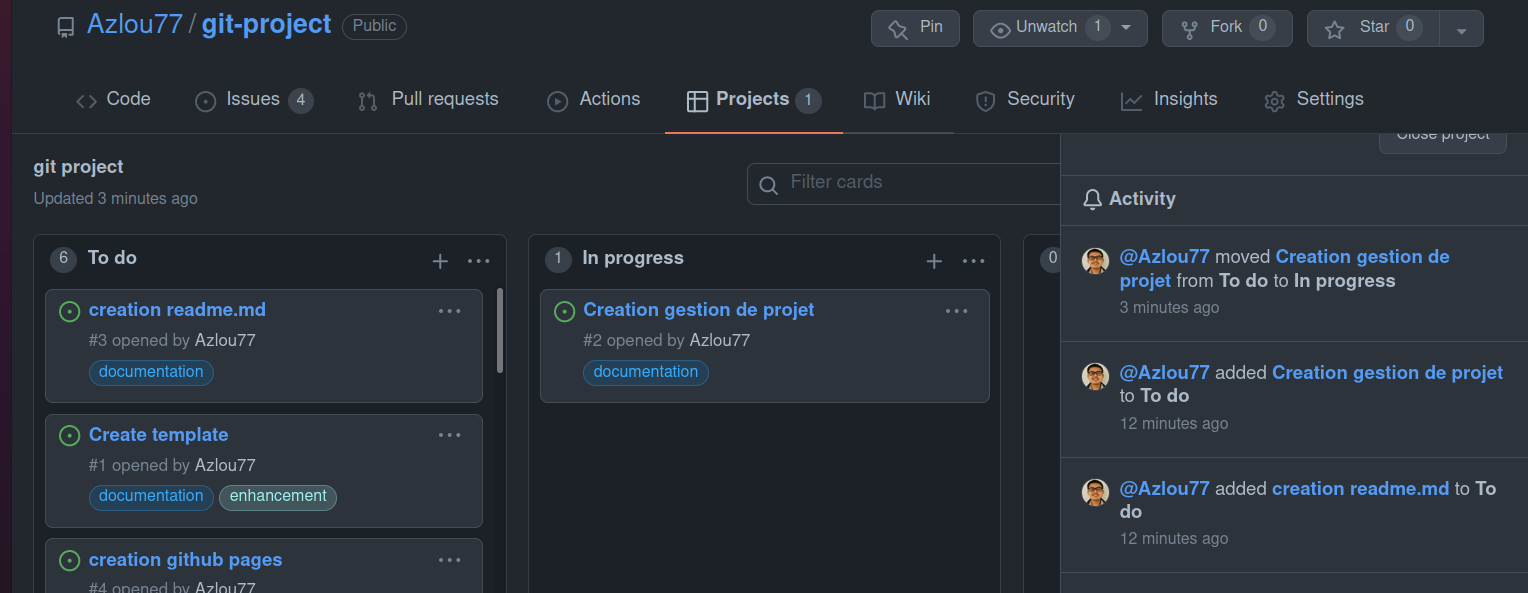 Azlou77 / git-project Public
Pin
Unwatch 1
Fork 0
Star 0
Code
Issues 4
Pull requests
Actions
Projects 1
Wiki
Security
Insights
Settings
git project
Updated 3 minutes ago
Filter cards
6 To do
creation readme.md
#3 opened by Azlou77
documentation
Create template
#1 opened by Azlou77
documentation enhancement
creation github pages
#4 opened by Azlou77
1 In progress
Creation gestion de projet
#2 opened by Azlou77
documentation
0
Close project
Activity
@Azlou77 moved Creation gestion de
projet from To do to In progress
3 minutes ago
@Azlou77 added Creation gestion de projet
to To do
12 minutes ago
@Azlou77 added creation readme.md to To
do
12 minutes ago